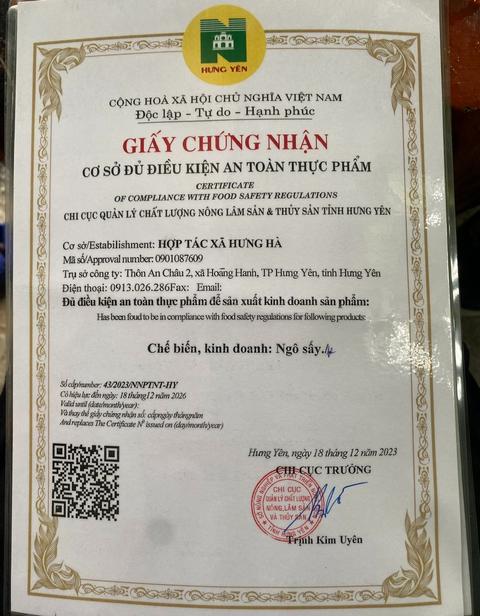 HƯNG YÊN
CỘNG HOÀ XÃ HỘI CHỦ NGHĨA VIỆT NAM
Độc lập - Tự do - Hạnh phúc
GIẤY CHỨNG NHẬN
CƠ SỞ ĐỦ ĐIỀU KIỆN AN TOÀN THỰC PHẨM
CERTIFICATE
OF COMPLIANCE WITH FOOD SAFETY REGULATIONS
CHI CỤC QUẢN LÝ CHẤT LƯỢNG NÔNG LÂM SẢN & THỦY SẢN TỈNH HƯNG YÊN
Cơ sở/Establishment: HỢP TÁC XÃ HƯNG HÀ
Mã số/Approval number: 0901087609
Trụ sở công ty: Thôn An Châu 2, xã Hoàng Hanh, TP Hưng Yên, tỉnh Hưng Yên
Điện thoại: 0913.026.286Fax: Email:
Đủ điều kiện an toàn thực phẩm để sản xuất kinh doanh sản phẩm:
Has been foud to be in compliance with food safety regulations for following products:
Chế biến, kinh doanh: Ngô sấy.
Số cấp/number: 43/2023/NNPTNT-HY
Có hiệu lực đến ngày: 18 tháng 12 năm 2026
Valid until (date/month/year):
Và thay thế giấy chứng nhận số: cấp ngày tháng năm
And replaces The Certificate N° issued on (day/month/year)
Hưng Yên, ngày 18 tháng 12 năm 2023
CHI CỤC TRƯỞNG
SỞ NÔNG NGHIỆP VÀ PHÁT TRIỂN
CHI CỤC
QUẢN LÝ CHẤT LƯỢNG
NÔNG, LÂM SẢN
VÀ THỦY SẢN
Trịnh Kim Uyên